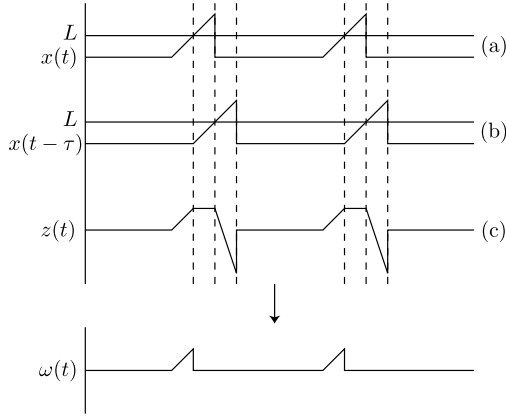 L
x(t)
(a)
L
x(t − τ)
(b)
z(t)
(c)
ω(t)